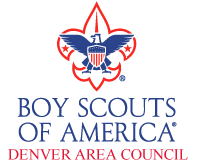 ®
BOY SCOUTS
OF AMERICA®
DENVER AREA COUNCIL